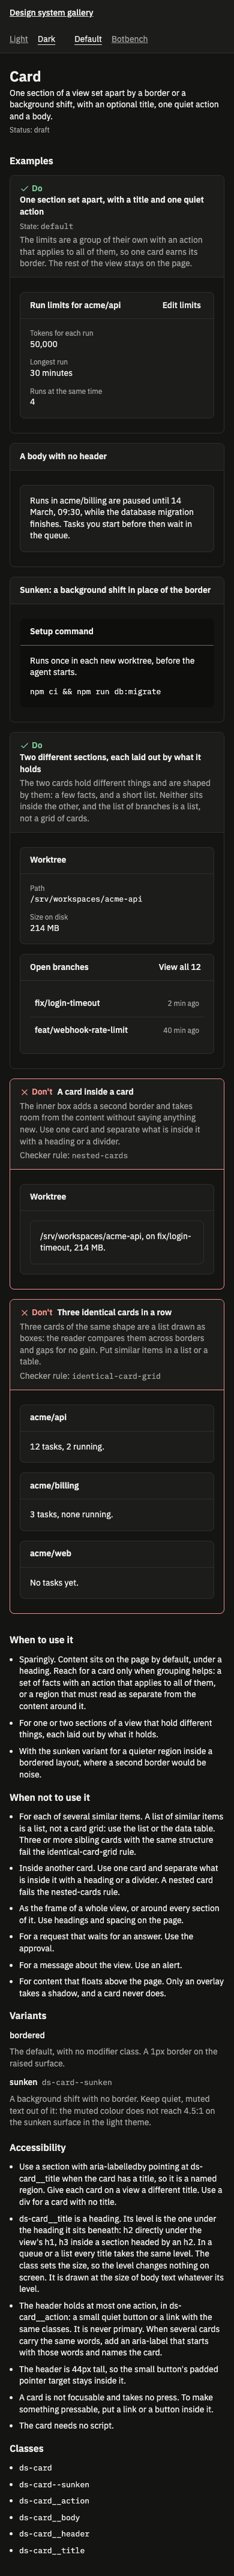 Design system gallery
Light Dark Default Botbench
Card
One section of a view set apart by a border or a
background shift, with an optional title, one quiet action
and a body.
Status: draft
Examples
Do
One section set apart, with a title and one quiet
action
State: default
The limits are a group of their own with an action
that applies to all of them, so one card earns its
border. The rest of the view stays on the page.
Run limits for acme/api Edit limits
Tokens for each run
50,000
Longest run
30 minutes
Runs at the same time
4
A body with no header
Runs in acme/billing are paused until 14
March, 09:30, while the database migration
finishes. Tasks you start before then wait in
the queue.
Sunken: a background shift in place of the border
Setup command
Runs once in each new worktree, before the
agent starts.
npm ci && npm run db:migrate
Do
Two different sections, each laid out by what it
holds
The two cards hold different things and are shaped
by them: a few facts, and a short list. Neither sits
inside the other, and the list of branches is a list,
not a grid of cards.
Worktree
Path
/srv/workspaces/acme-api
Size on disk
214 MB
Open branches View all 12
fix/login-timeout 2 min ago
feat/webhook-rate-limit 40 min ago
Don't A card inside a card
The inner box adds a second border and takes
room from the content without saying anything
new. Use one card and separate what is inside it
with a heading or a divider.
Checker rule: nested-cards
Worktree
/srv/workspaces/acme-api, on fix/login-
timeout, 214 MB.
Don't Three identical cards in a row
Three cards of the same shape are a list drawn as
boxes: the reader compares them across borders
and gaps for no gain. Put similar items in a list or a
table.
Checker rule: identical-card-grid
acme/api
12 tasks, 2 running.
acme/billing
3 tasks, none running.
acme/web
No tasks yet.
When to use it
Sparingly. Content sits on the page by default, under a
heading. Reach for a card only when grouping helps: a
set of facts with an action that applies to all of them,
or a region that must read as separate from the
content around it.
For one or two sections of a view that hold different
things, each laid out by what it holds.
With the sunken variant for a quieter region inside a
bordered layout, where a second border would be
noise.
When not to use it
For each of several similar items. A list of similar items
is a list, not a card grid: use the list or the data table.
Three or more sibling cards with the same structure
fail the identical-card-grid rule.
Inside another card. Use one card and separate what
is inside it with a heading or a divider. A nested card
fails the nested-cards rule.
As the frame of a whole view, or around every section
of it. Use headings and spacing on the page.
For a request that waits for an answer. Use the
approval.
For a message about the view. Use an alert.
For content that floats above the page. Only an overlay
takes a shadow, and a card never does.
Variants
bordered
The default, with no modifier class. A 1px border on the
raised surface.
sunken ds-card--sunken
A background shift with no border. Keep quiet, muted
text out of it: the muted colour does not reach 4.5:1 on
the sunken surface in the light theme.
Accessibility
Use a section with aria-labelledby pointing at ds-
card__title when the card has a title, so it is a named
region. Give each card on a view a different title. Use a
div for a card with no title.
ds-card__title is a heading. Its level is the one under
the heading it sits beneath: h2 directly under the
view's h1, h3 inside a section headed by an h2. In a
queue or a list every title takes the same level. The
class sets the size, so the level changes nothing on
screen. It is drawn at the size of body text whatever its
level.
The header holds at most one action, in ds-
card__action: a small quiet button or a link with the
same classes. It is never primary. When several cards
carry the same words, add an aria-label that starts
with those words and names the card.
The header is 44px tall, so the small button's padded
pointer target stays inside it.
A card is not focusable and takes no press. To make
something pressable, put a link or a button inside it.
The card needs no script.
Classes
ds-card
ds-card--sunken
ds-card__action
ds-card__body
ds-card__header
ds-card__title